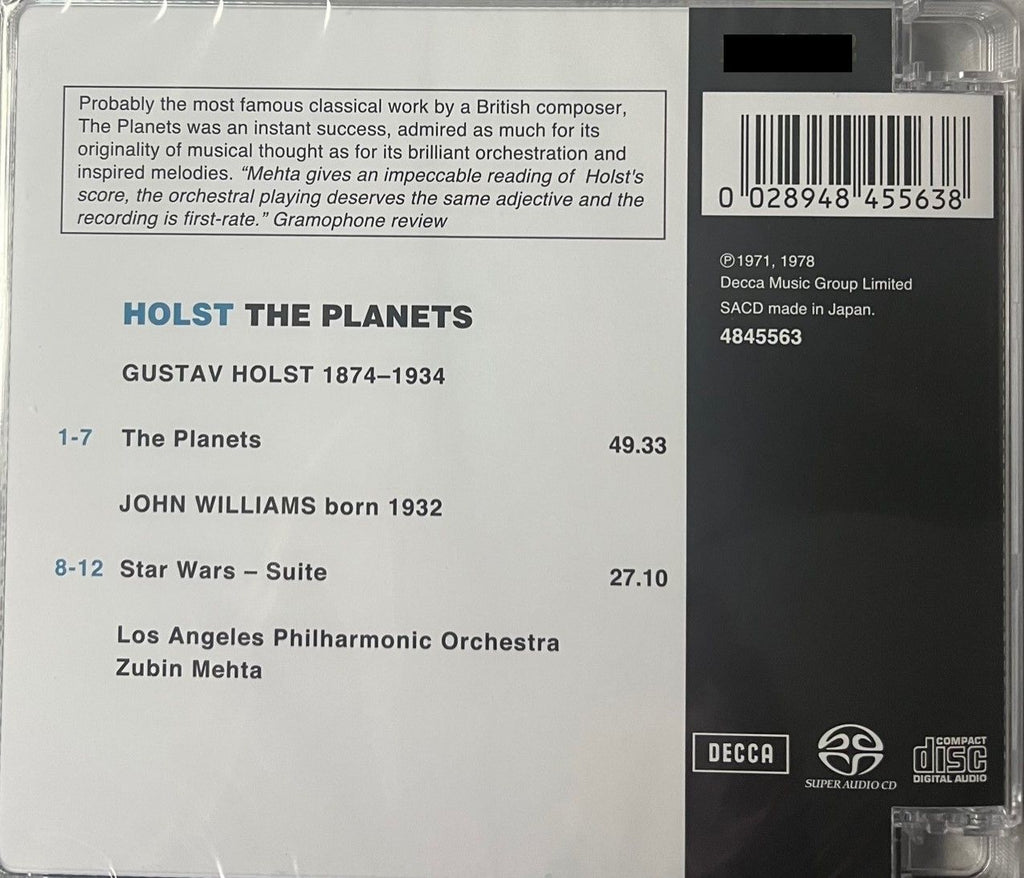 Probably the most famous classical work by a British composer,
The Planets was an instant success, admired as much for its
originality of musical thought as for its brilliant orchestration and
inspired melodies. “Mehta gives an impeccable reading of Holst's
score, the orchestral playing deserves the same adjective and the
recording is first-rate.” Gramophone review
HOLST THE PLANETS
GUSTAV HOLST 1874–1934
1-7 The Planets 49.33
JOHN WILLIAMS born 1932
8-12 Star Wars – Suite 27.10
Los Angeles Philharmonic Orchestra
Zubin Mehta
0 028948 455638
℗1971, 1978
Decca Music Group Limited
SACD made in Japan.
4845563
DECCA
SUPER AUDIO CD
COMPACT
disc
DIGITAL AUDIO